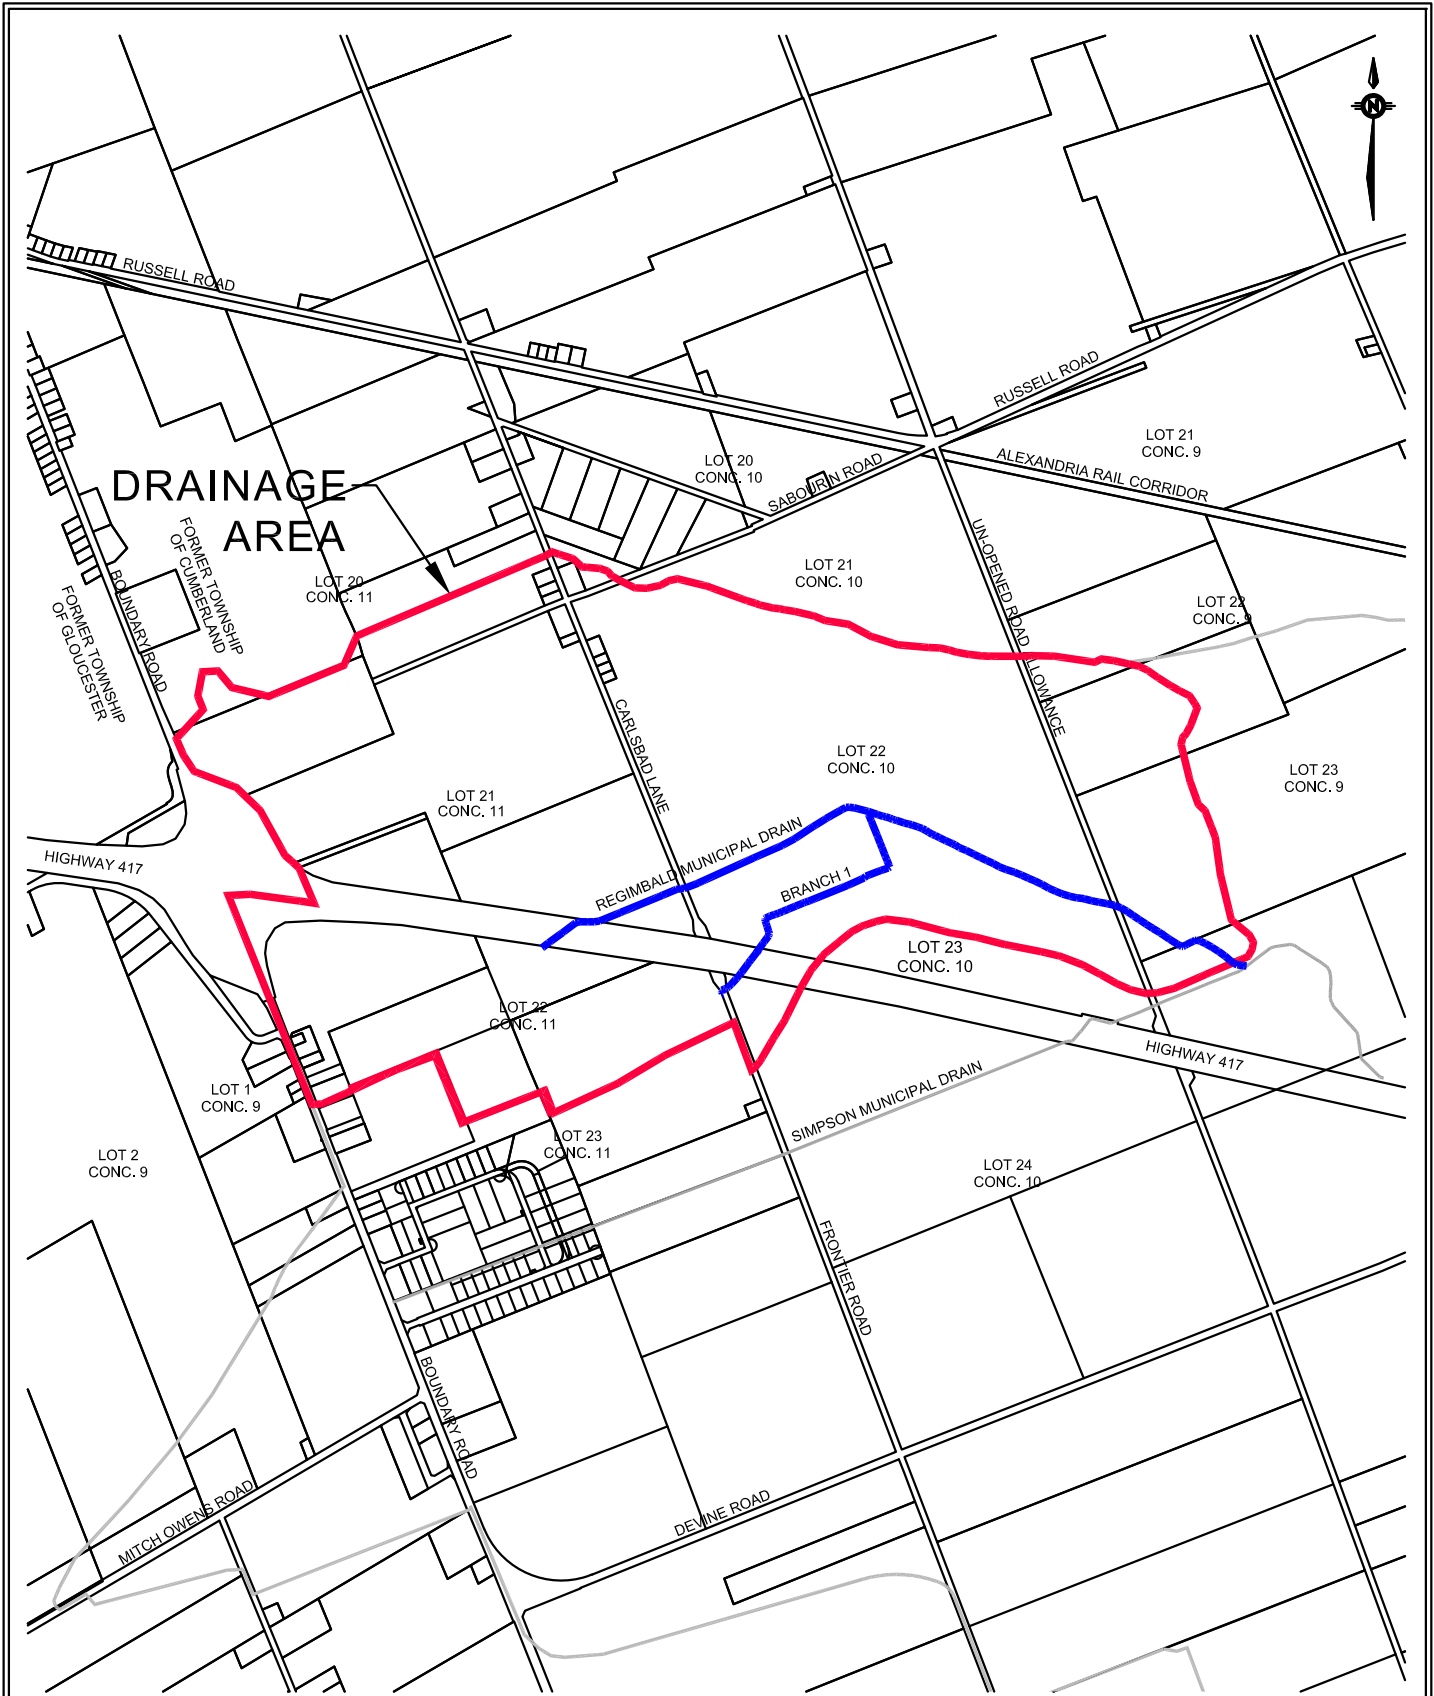 N
RUSSELL ROAD
RUSSELL ROAD
LOT 21
CONC. 9
ALEXANDRIA RAIL CORRIDOR
LOT 20
CONC. 10
SABOURIN ROAD
DRAINAGE
AREA
FORMER TOWNSHIP
OF CUMBERLAND
FORMER TOWNSHIP
OF GLOUCESTER
BOUNDARY ROAD
LOT 20
CONC. 11
LOT 21
CONC. 10
UN-OPENED ROAD ALLOWANCE
LOT 22
CONC. 9
CARLSBAD LANE
LOT 22
CONC. 10
LOT 23
CONC. 9
LOT 21
CONC. 11
HIGHWAY 417
REGIMBALD MUNICIPAL DRAIN
BRANCH 1
LOT 23
CONC. 10
LOT 22
CONC. 11
HIGHWAY 417
SIMPSON MUNICIPAL DRAIN
LOT 1
CONC. 9
LOT 2
CONC. 9
LOT 23
CONC. 11
LOT 24
CONC. 10
FRONTIER ROAD
BOUNDARY ROAD
MITCH OWENS ROAD
DEVINE ROAD